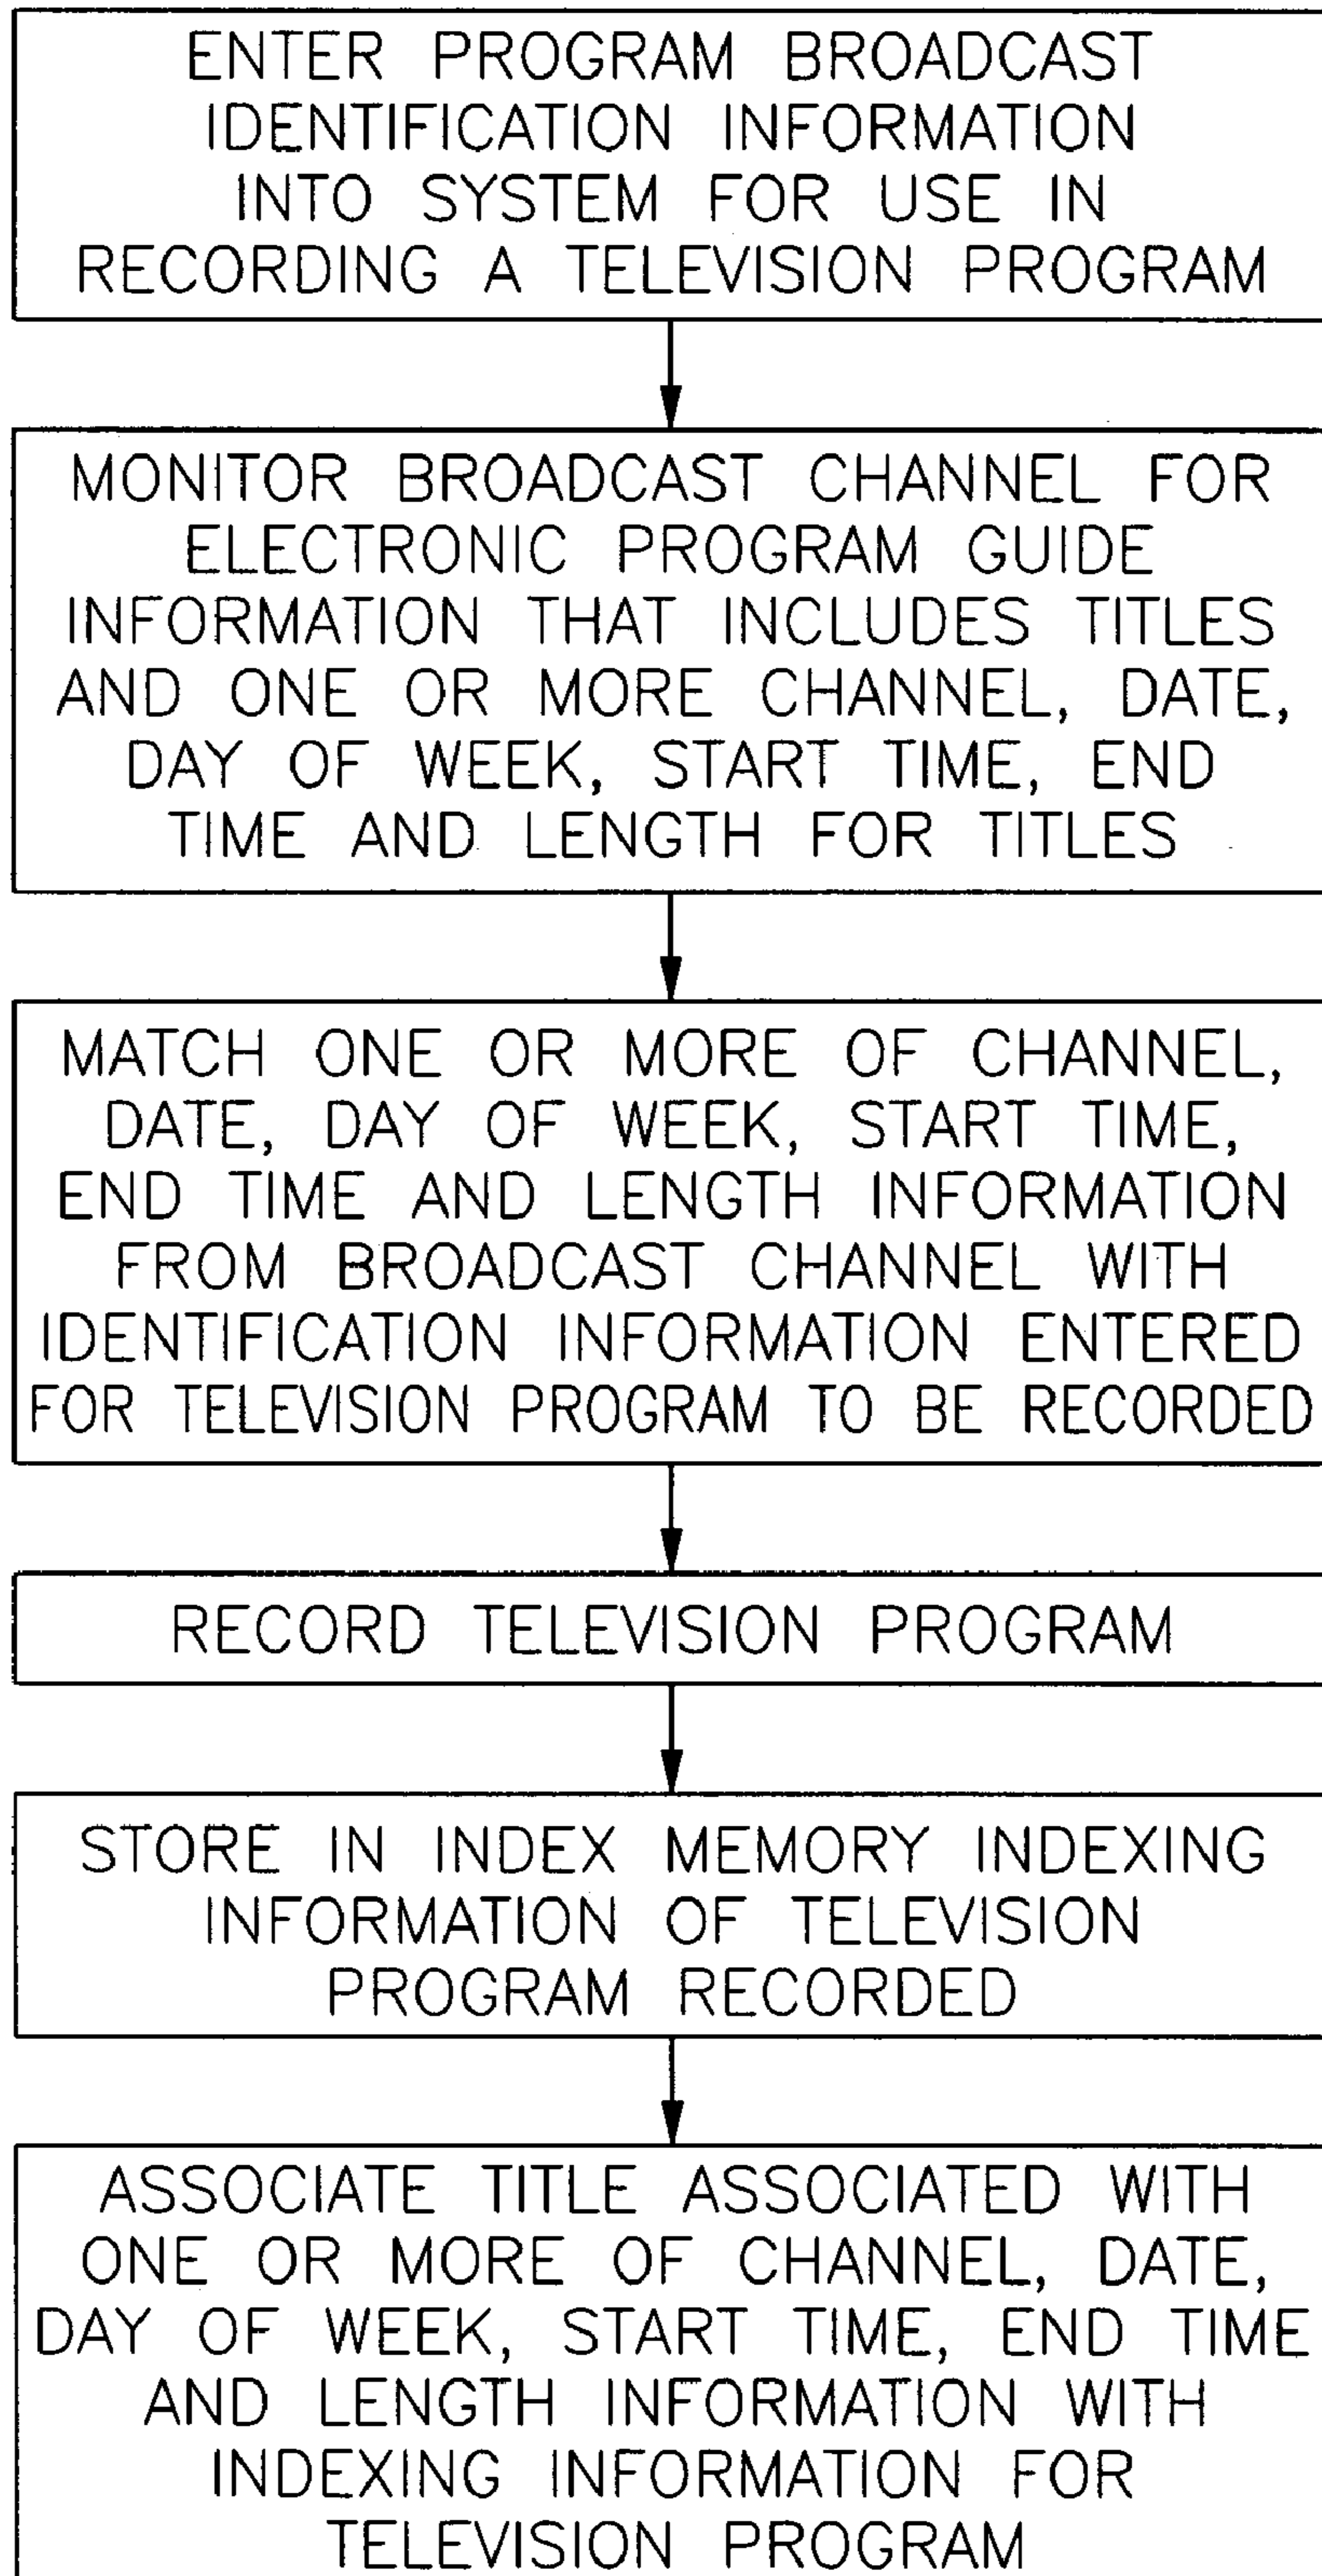 ENTER PROGRAM BROADCAST
IDENTIFICATION INFORMATION
INTO SYSTEM FOR USE IN
RECORDING A TELEVISION PROGRAM
MONITOR BROADCAST CHANNEL FOR
ELECTRONIC PROGRAM GUIDE
INFORMATION THAT INCLUDES TITLES
AND ONE OR MORE CHANNEL, DATE,
DAY OF WEEK, START TIME, END
TIME AND LENGTH FOR TITLES
MATCH ONE OR MORE OF CHANNEL,
DATE, DAY OF WEEK, START TIME,
END TIME AND LENGTH INFORMATION
FROM BROADCAST CHANNEL WITH
IDENTIFICATION INFORMATION ENTERED
FOR TELEVISION PROGRAM TO BE RECORDED
RECORD TELEVISION PROGRAM
STORE IN INDEX MEMORY INDEXING
INFORMATION OF TELEVISION
PROGRAM RECORDED
ASSOCIATE TITLE ASSOCIATED WITH
ONE OR MORE OF CHANNEL, DATE,
DAY OF WEEK, START TIME, END TIME
AND LENGTH INFORMATION WITH
INDEXING INFORMATION FOR
TELEVISION PROGRAM